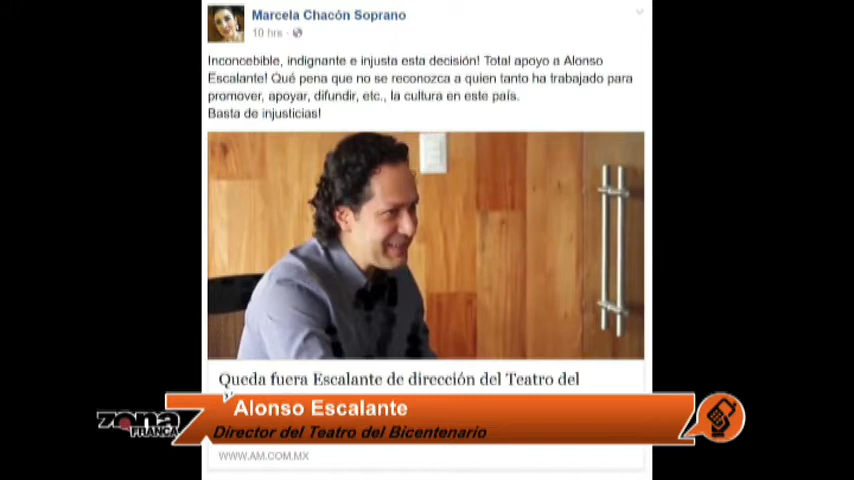 Marcela Chacón Soprano
10 hrs ·
Inconcebible, indignante e injusta esta decisión! Total apoyo a Alonso
Escalante! Qué pena que no se reconozca a quien tanto ha trabajado para
promover, apoyar, difundir, etc., la cultura en este país.
Basta de injusticias!
Queda fuera Escalante de dirección del Teatro del
Alonso Escalante
zona
FRANCA
Director del Teatro del Bicentenario
WWW.AM.COM.MX